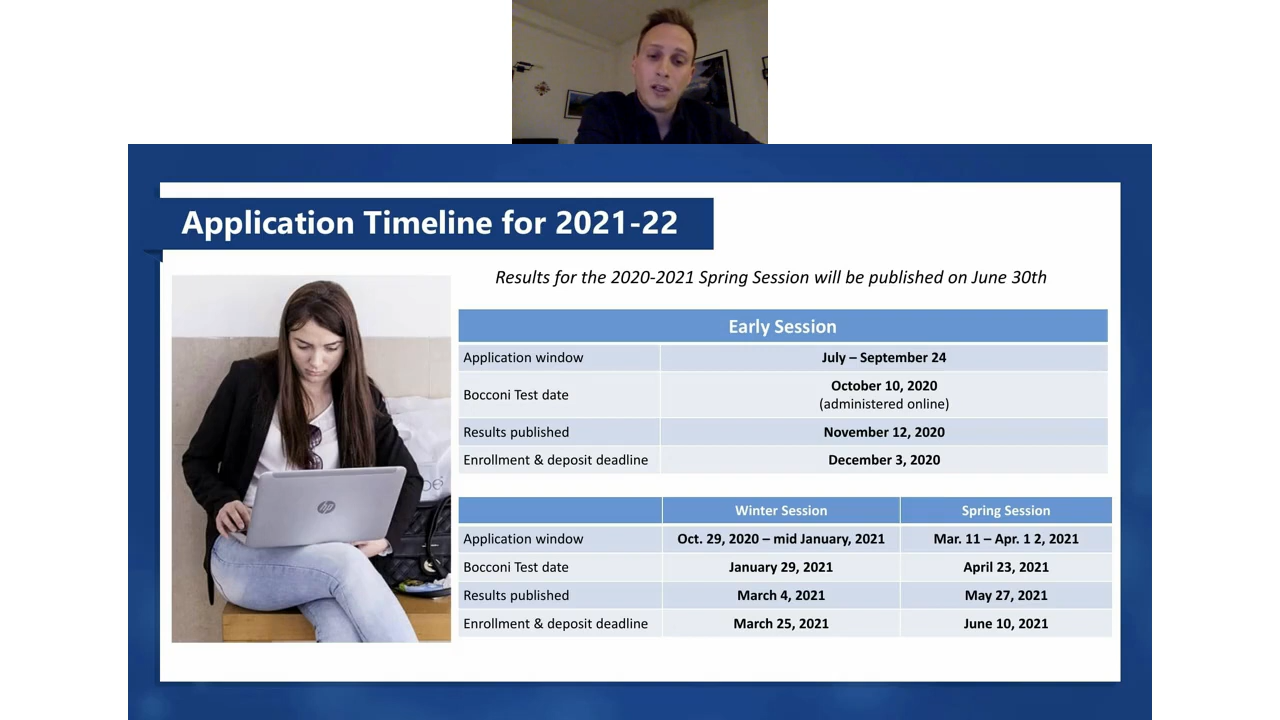 Application Timeline for 2021-22
Results for the 2020-2021 Spring Session will be published on June 30th
Early Session
Application window July – September 24
Bocconi Test date October 10, 2020
(administered online)
Results published November 12, 2020
Enrollment & deposit deadline December 3, 2020
Winter Session Spring Session
Application window Oct. 29, 2020 – mid January, 2021 Mar. 11 – Apr. 1 2, 2021
Bocconi Test date January 29, 2021 April 23, 2021
Results published March 4, 2021 May 27, 2021
Enrollment & deposit deadline March 25, 2021 June 10, 2021
hp